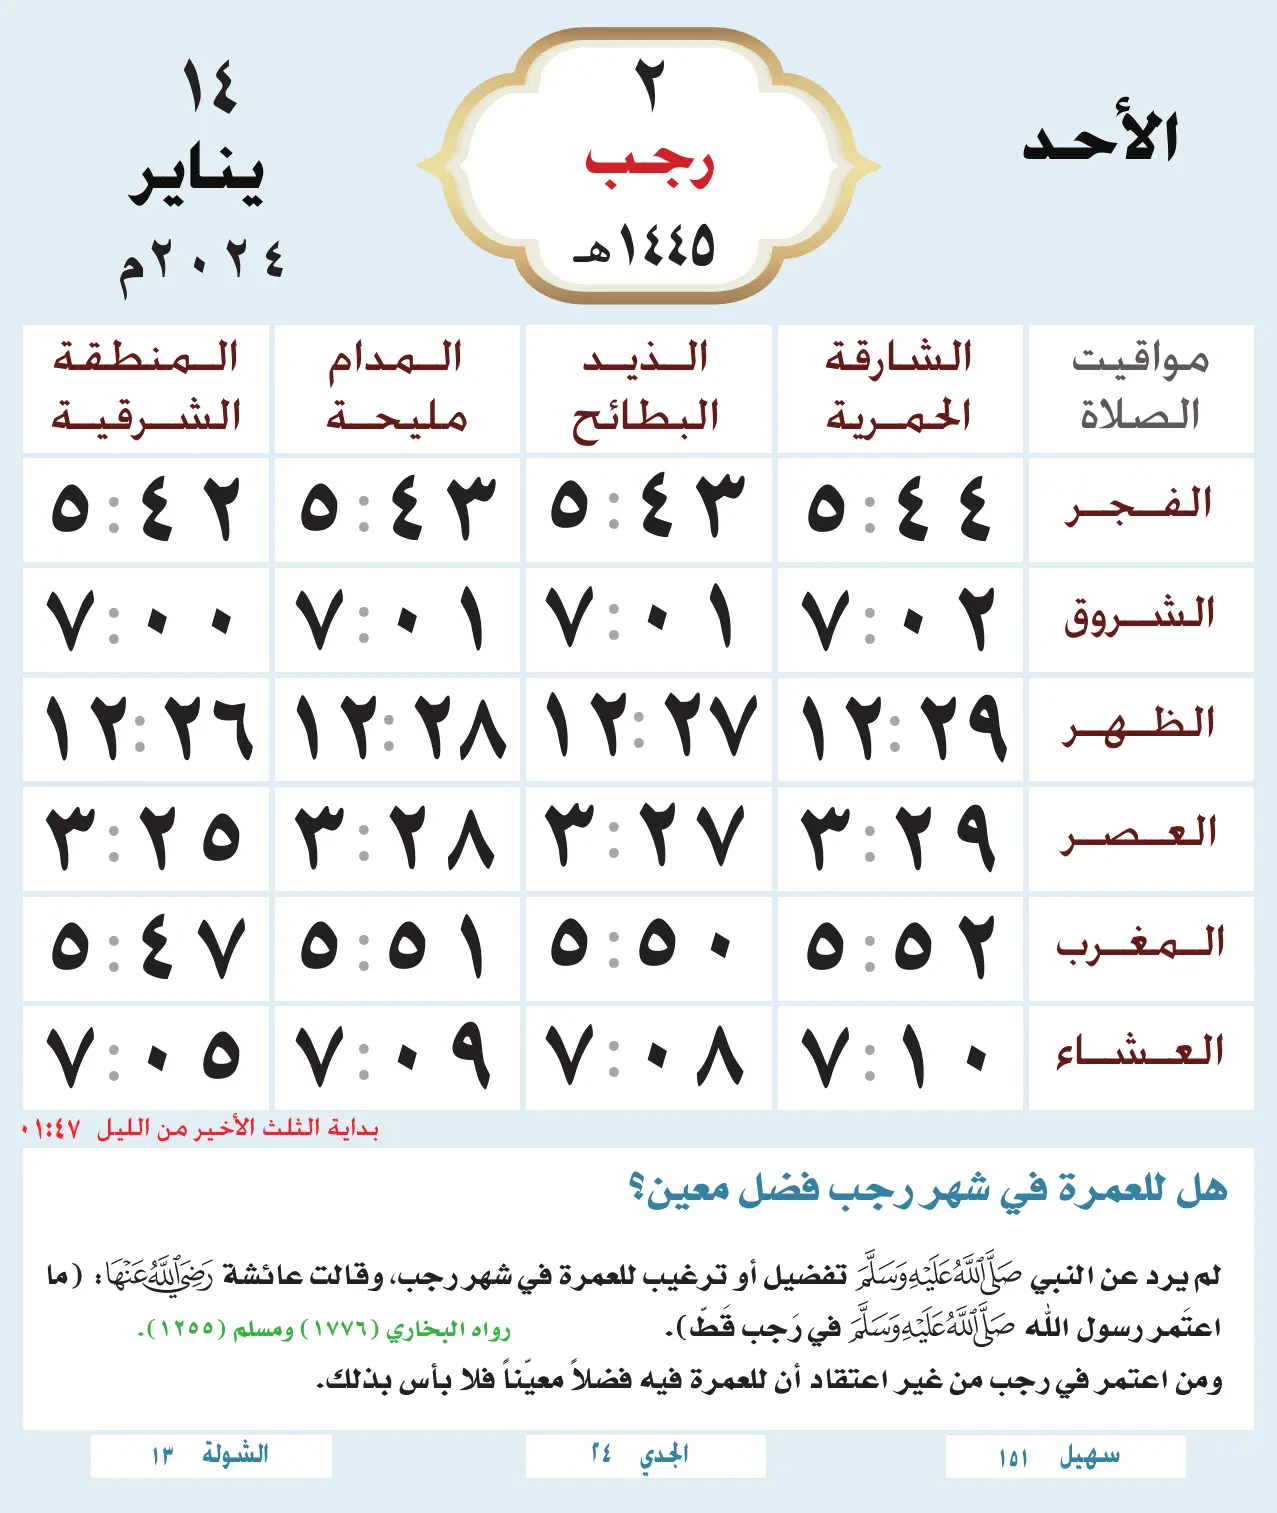 الأحد
٢
رجب
١٤٤٥هـ
١٤
يناير
٢٠٢٤م
مواقيت الصلاة	الشارقة الحمرية	الذيد البطائح	المدام مليحة	المنطقة الشرقية
الفجر	٥:٤٤	٥:٤٣	٥:٤٣	٥:٤٢
الشروق	٧:٠٢	٧:٠١	٧:٠١	٧:٠٠
الظهر	١٢:٢٩	١٢:٢٧	١٢:٢٨	١٢:٢٦
العصر	٣:٢٩	٣:٢٧	٣:٢٨	٣:٢٥
المغرب	٥:٥٢	٥:٥٠	٥:٥١	٥:٤٧
العشاء	٧:١٠	٧:٠٨	٧:٠٩	٧:٠٥
بداية الثلث الأخير من الليل ٠١:٤٧
هل للعمرة في شهر رجب فضل معين؟
لم يرد عن النبي صَلَّى اللَّهُ عَلَيْهِ وَسَلَّمَ تفضيل أو ترغيب للعمرة في شهر رجب، وقالت عائشة رَضِيَ اللَّهُ عَنْهَا: (ما
اعتَمر رسول الله صَلَّى اللَّهُ عَلَيْهِ وَسَلَّمَ في رَجب قَطّ). رواه البخاري (١٧٧٦) ومسلم (١٢٥٥).
ومن اعتمر في رجب من غير اعتقاد أن للعمرة فيه فضلاً معيّناً فلا بأس بذلك.
سهيل ١٥١	الجدي ٢٤	الشولة ١٣